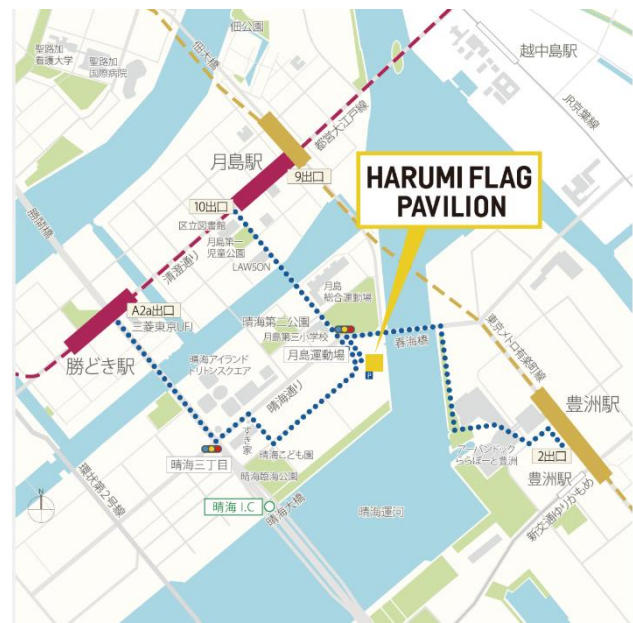 佃公園
聖路加
看護大学
聖路加
国際病院
佃大橋
越中島駅
JR京葉線
都営大江戸線
月島駅
9出口
10出口
勝鬨橋
区立図書館
月島第一
児童公園
清澄通り
LAWSON
HARUMI FLAG
PAVILION
A2a出口
三菱東京UFJ
勝どき駅
月島
総合運動場
晴海第一公園
月島第三小学校
月島運動場
春海橋
晴海アイランド
トリトンスクエア
晴海通り
P
東京メトロ有楽町線
豊洲駅
すき家
晴海三丁目
晴海こども園
晴海臨海公園
アーバンドック
ららぽーと豊洲
2出口
豊洲駅
環状第2号線
N
晴海 I.C
晴海大橋
晴海運河
新交通ゆりかもめ